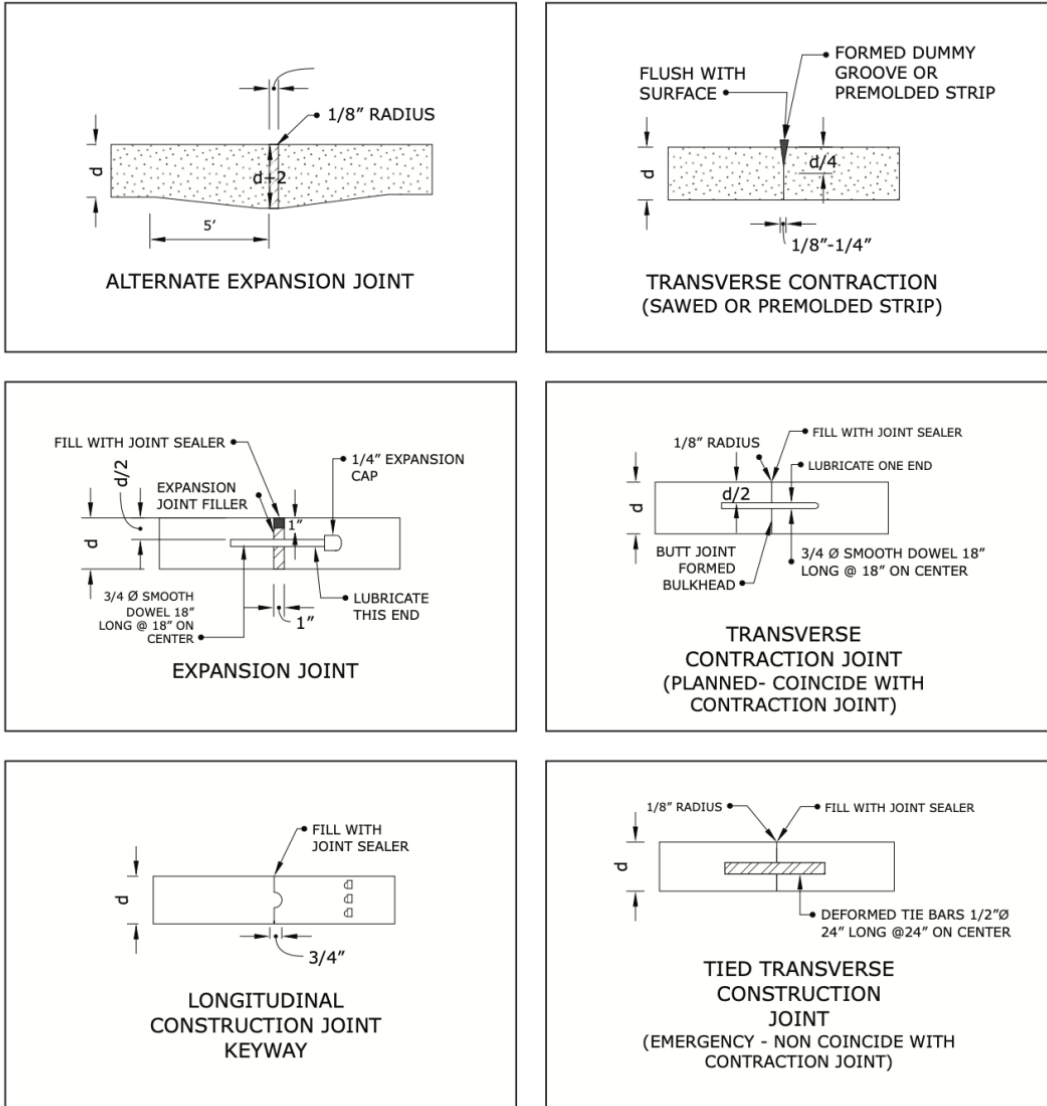 1/8” RADIUS
d
d+2
5’
ALTERNATE EXPANSION JOINT
FORMED DUMMY
GROOVE OR
PREMOLDED STRIP
FLUSH WITH
SURFACE
d
d/4
1/8”-1/4”
TRANSVERSE CONTRACTION
(SAWED OR PREMOLDED STRIP)
FILL WITH JOINT SEALER
1/4” EXPANSION
CAP
d/2
EXPANSION
JOINT FILLER
1”
d
3/4 Ø SMOOTH
DOWEL 18”
LONG @ 18” ON
CENTER
LUBRICATE
THIS END
1”
EXPANSION JOINT
1/8” RADIUS
FILL WITH JOINT SEALER
LUBRICATE ONE END
d
d/2
BUTT JOINT
FORMED
BULKHEAD
3/4 Ø SMOOTH DOWEL 18”
LONG @ 18” ON CENTER
TRANSVERSE
CONTRACTION JOINT
(PLANNED- COINCIDE WITH
CONTRACTION JOINT)
FILL WITH
JOINT SEALER
d
3/4”
LONGITUDINAL
CONSTRUCTION JOINT
KEYWAY
1/8” RADIUS
FILL WITH JOINT SEALER
d
DEFORMED TIE BARS 1/2”Ø
24” LONG @24” ON CENTER
TIED TRANSVERSE
CONSTRUCTION
JOINT
(EMERGENCY - NON COINCIDE WITH
CONTRACTION JOINT)